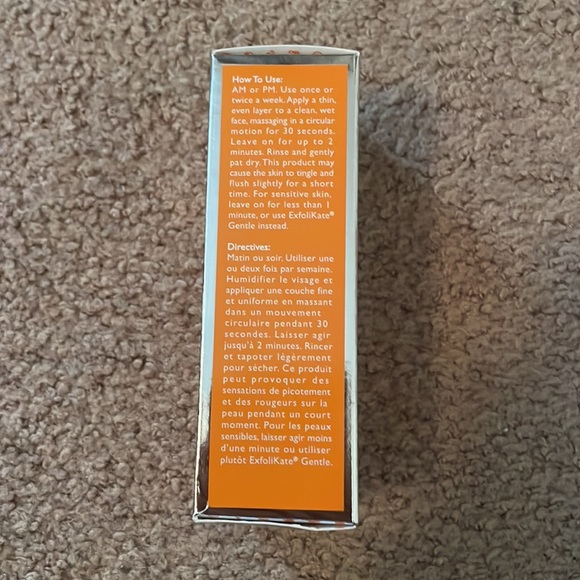 How To Use:
AM or PM. Use once or
twice a week. Apply a thin,
even layer to a clean, wet
face, massaging in a circular
motion for 30 seconds.
Leave on for up to 2
minutes. Rinse and gently
pat dry. This product may
cause the skin to tingle and
flush slightly for a short
time. For sensitive skin,
leave on for less than 1
minute, or use ExfoliKate®
Gentle instead.
Directives:
Matin ou soir. Utiliser une
ou deux fois par semaine.
Humidifier le visage et
appliquer une couche fine
et uniforme en massant
dans un mouvement
circulaire pendant 30
secondes. Laisser agir
jusqu'à 2 minutes. Rincer
et tapoter légèrement
pour sécher. Ce produit
peut provoquer des
sensations de picotement
et des rougeurs sur la
peau pendant un court
moment. Pour les peaux
sensibles, laisser agir moins
d'une minute ou utiliser
plutôt ExfoliKate® Gentle.